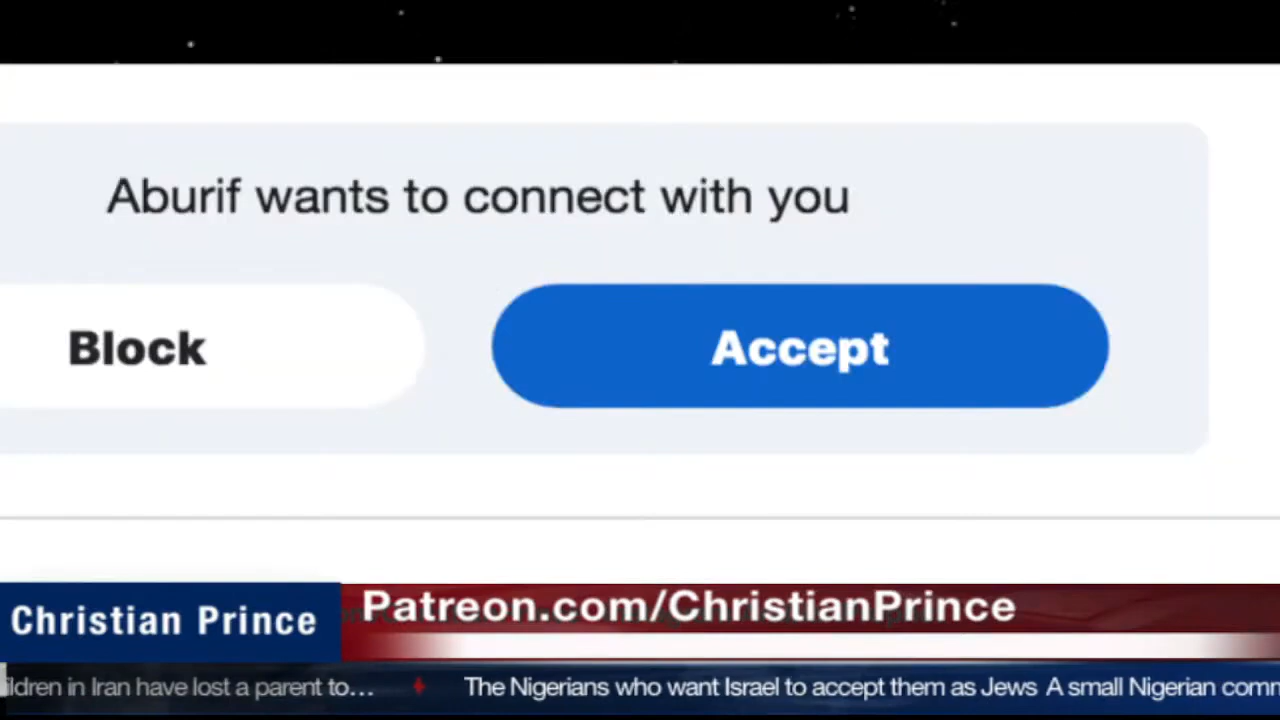 Aburif wants to connect with you
Block
Accept
Christian Prince
Patreon.com/ChristianPrince
ildren in Iran have lost a parent to…
The Nigerians who want Israel to accept them as Jews A small Nigerian comm